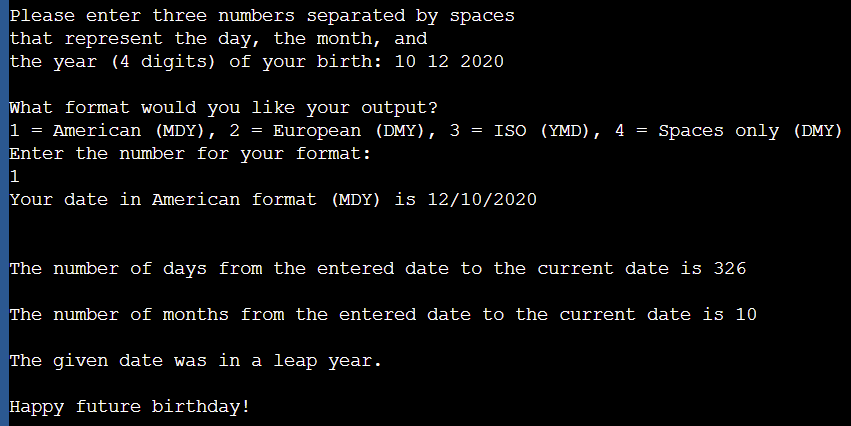 Please enter three numbers separated by spaces
that represent the day, the month, and
the year (4 digits) of your birth: 10 12 2020
What format would you like your output?
1 = American (MDY), 2 = European (DMY), 3 = ISO (YMD), 4 = Spaces only (DMY)
Enter the number for your format:
1
Your date in American format (MDY) is 12/10/2020
The number of days from the entered date to the current date is 326
The number of months from the entered date to the current date is 10
The given date was in a leap year.
Happy future birthday!